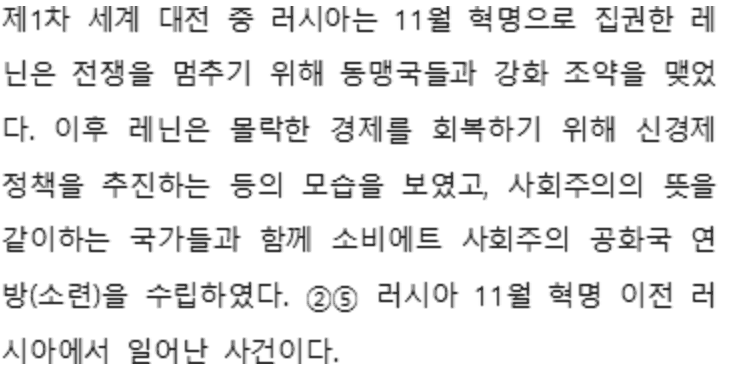 제1차 세계 대전 중 러시아는 11월 혁명으로 집권한 레
닌은 전쟁을 멈추기 위해 동맹국들과 강화 조약을 맺었
다. 이후 레닌은 몰락한 경제를 회복하기 위해 신경제
정책을 추진하는 등의 모습을 보였고, 사회주의의 뜻을
같이하는 국가들과 함께 소비에트 사회주의 공화국 연
방(소련)을 수립하였다. ②⑤ 러시아 11월 혁명 이전 러
시아에서 일어난 사건이다.